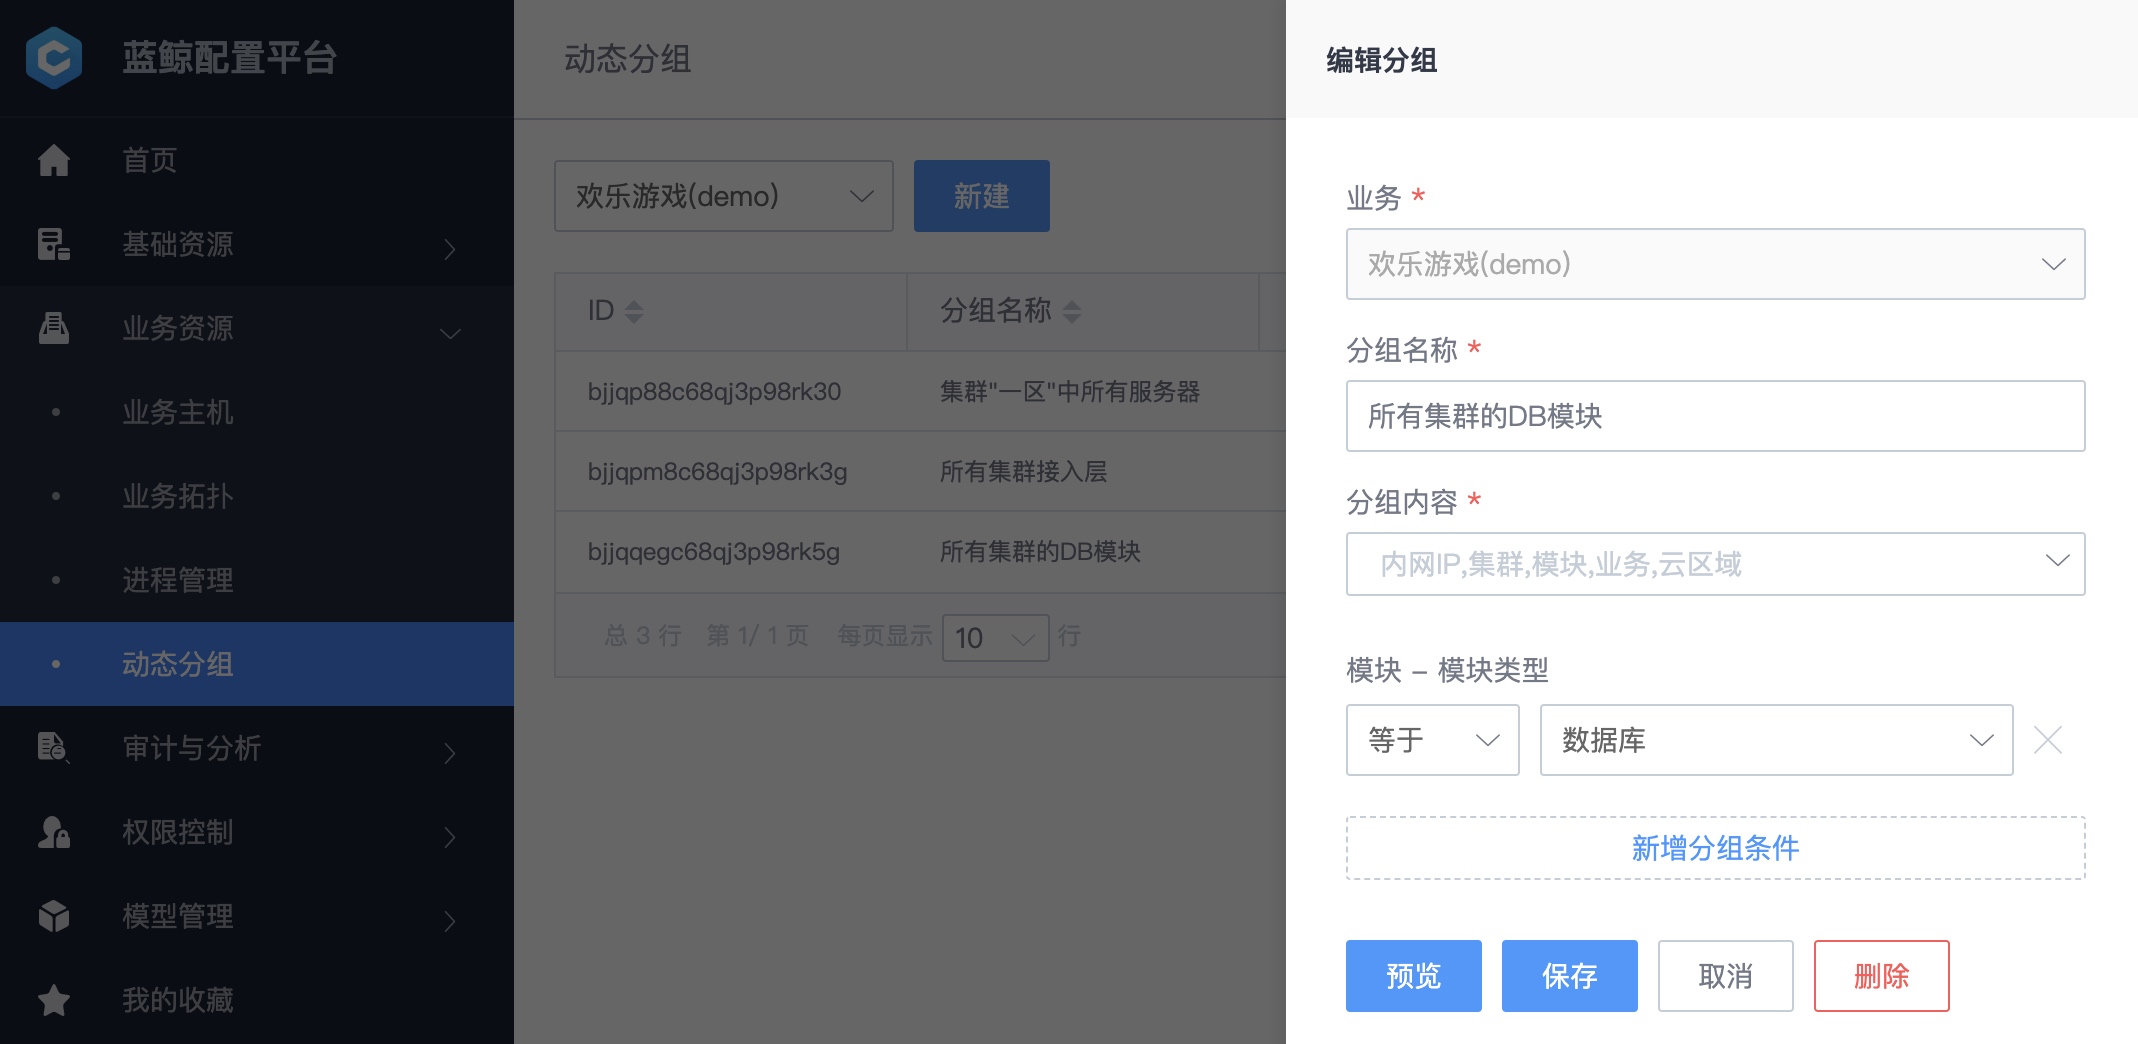 蓝鲸配置平台
首页
基础资源
业务资源
业务主机
业务拓扑
进程管理
动态分组
审计与分析
权限控制
模型管理
我的收藏
动态分组
欢乐游戏(demo)
新建
ID 分组名称
bjjqp88c68qj3p98rk30 集群"一区"中所有服务器
bjjqpm8c68qj3p98rk3g 所有集群接入层
bjjqqegc68qj3p98rk5g 所有集群的DB模块
总 3 行 第 1/ 1 页 每页显示 10 行
编辑分组
业务 *
欢乐游戏(demo)
分组名称 *
所有集群的DB模块
分组内容 *
内网IP,集群,模块,业务,云区域
模块 – 模块类型
等于 数据库
新增分组条件
预览 保存 取消 删除